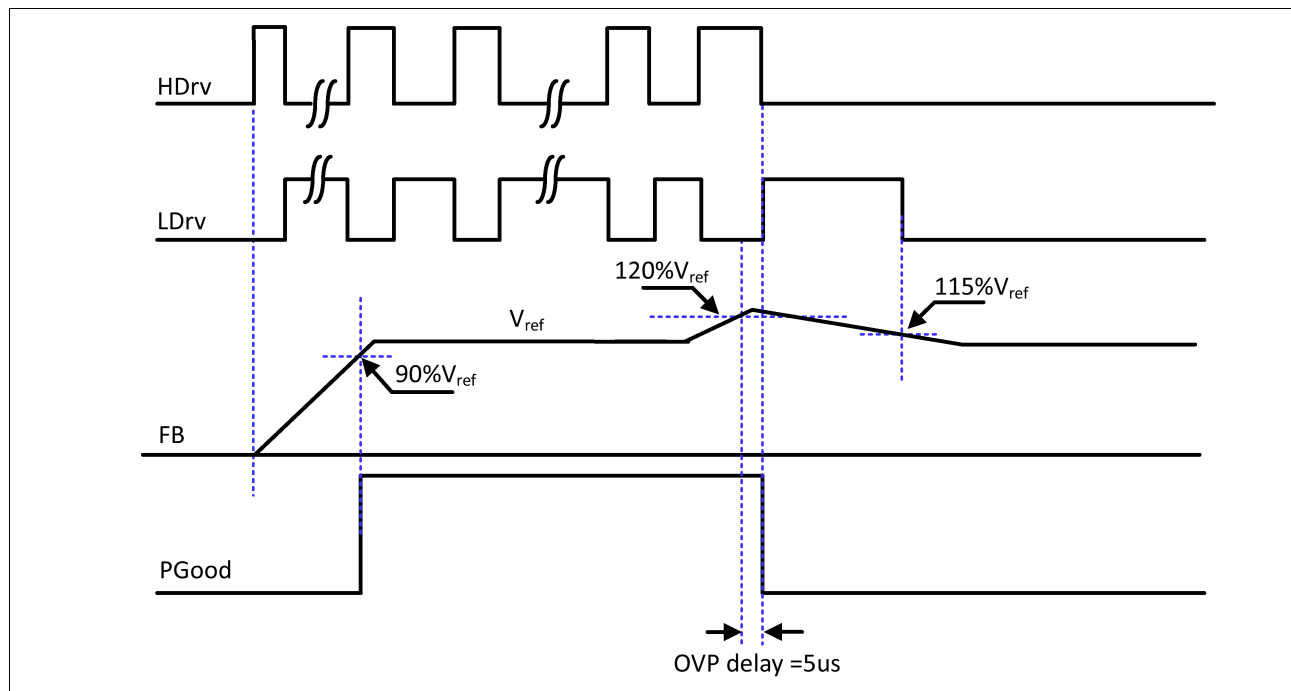 HDrv
LDrv
120%Vref
115%Vref
Vref
90%Vref
FB
PGood
OVP delay =5us